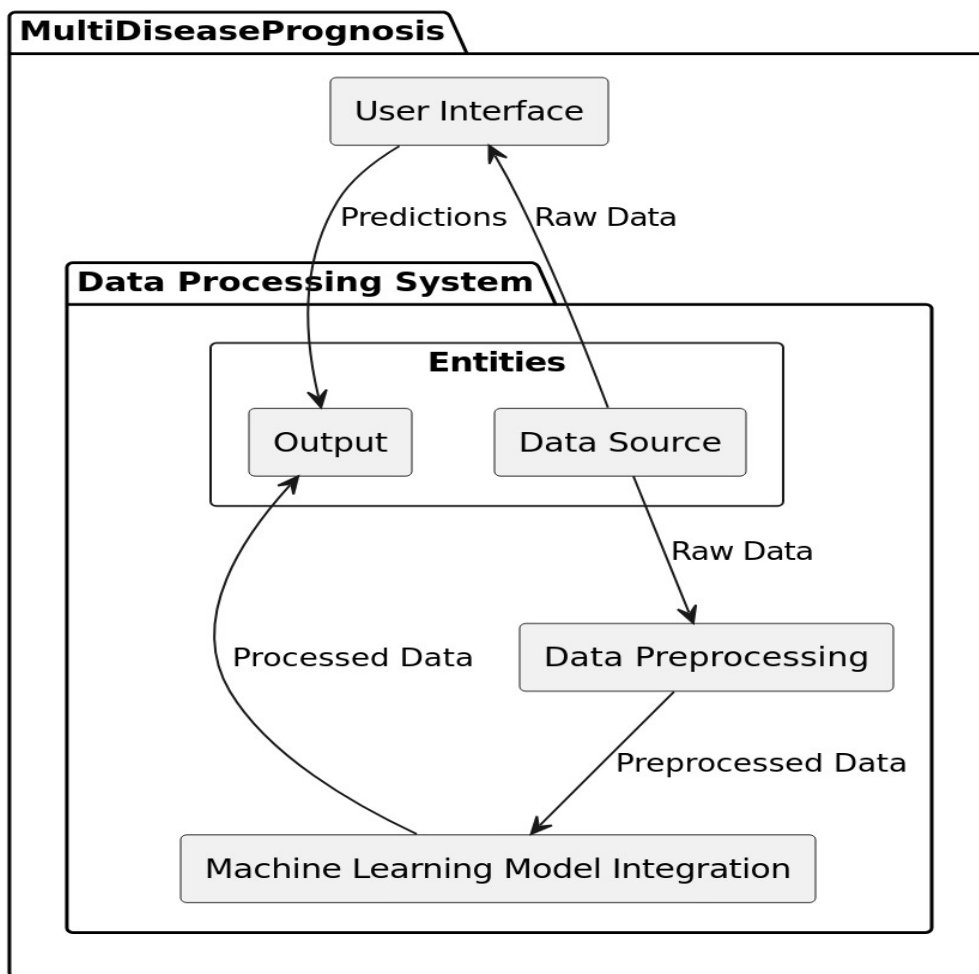 MultiDiseasePrognosis
User Interface
Predictions
Raw Data
Data Processing System
Entities
Output
Data Source
Raw Data
Processed Data
Data Preprocessing
Preprocessed Data
Machine Learning Model Integration